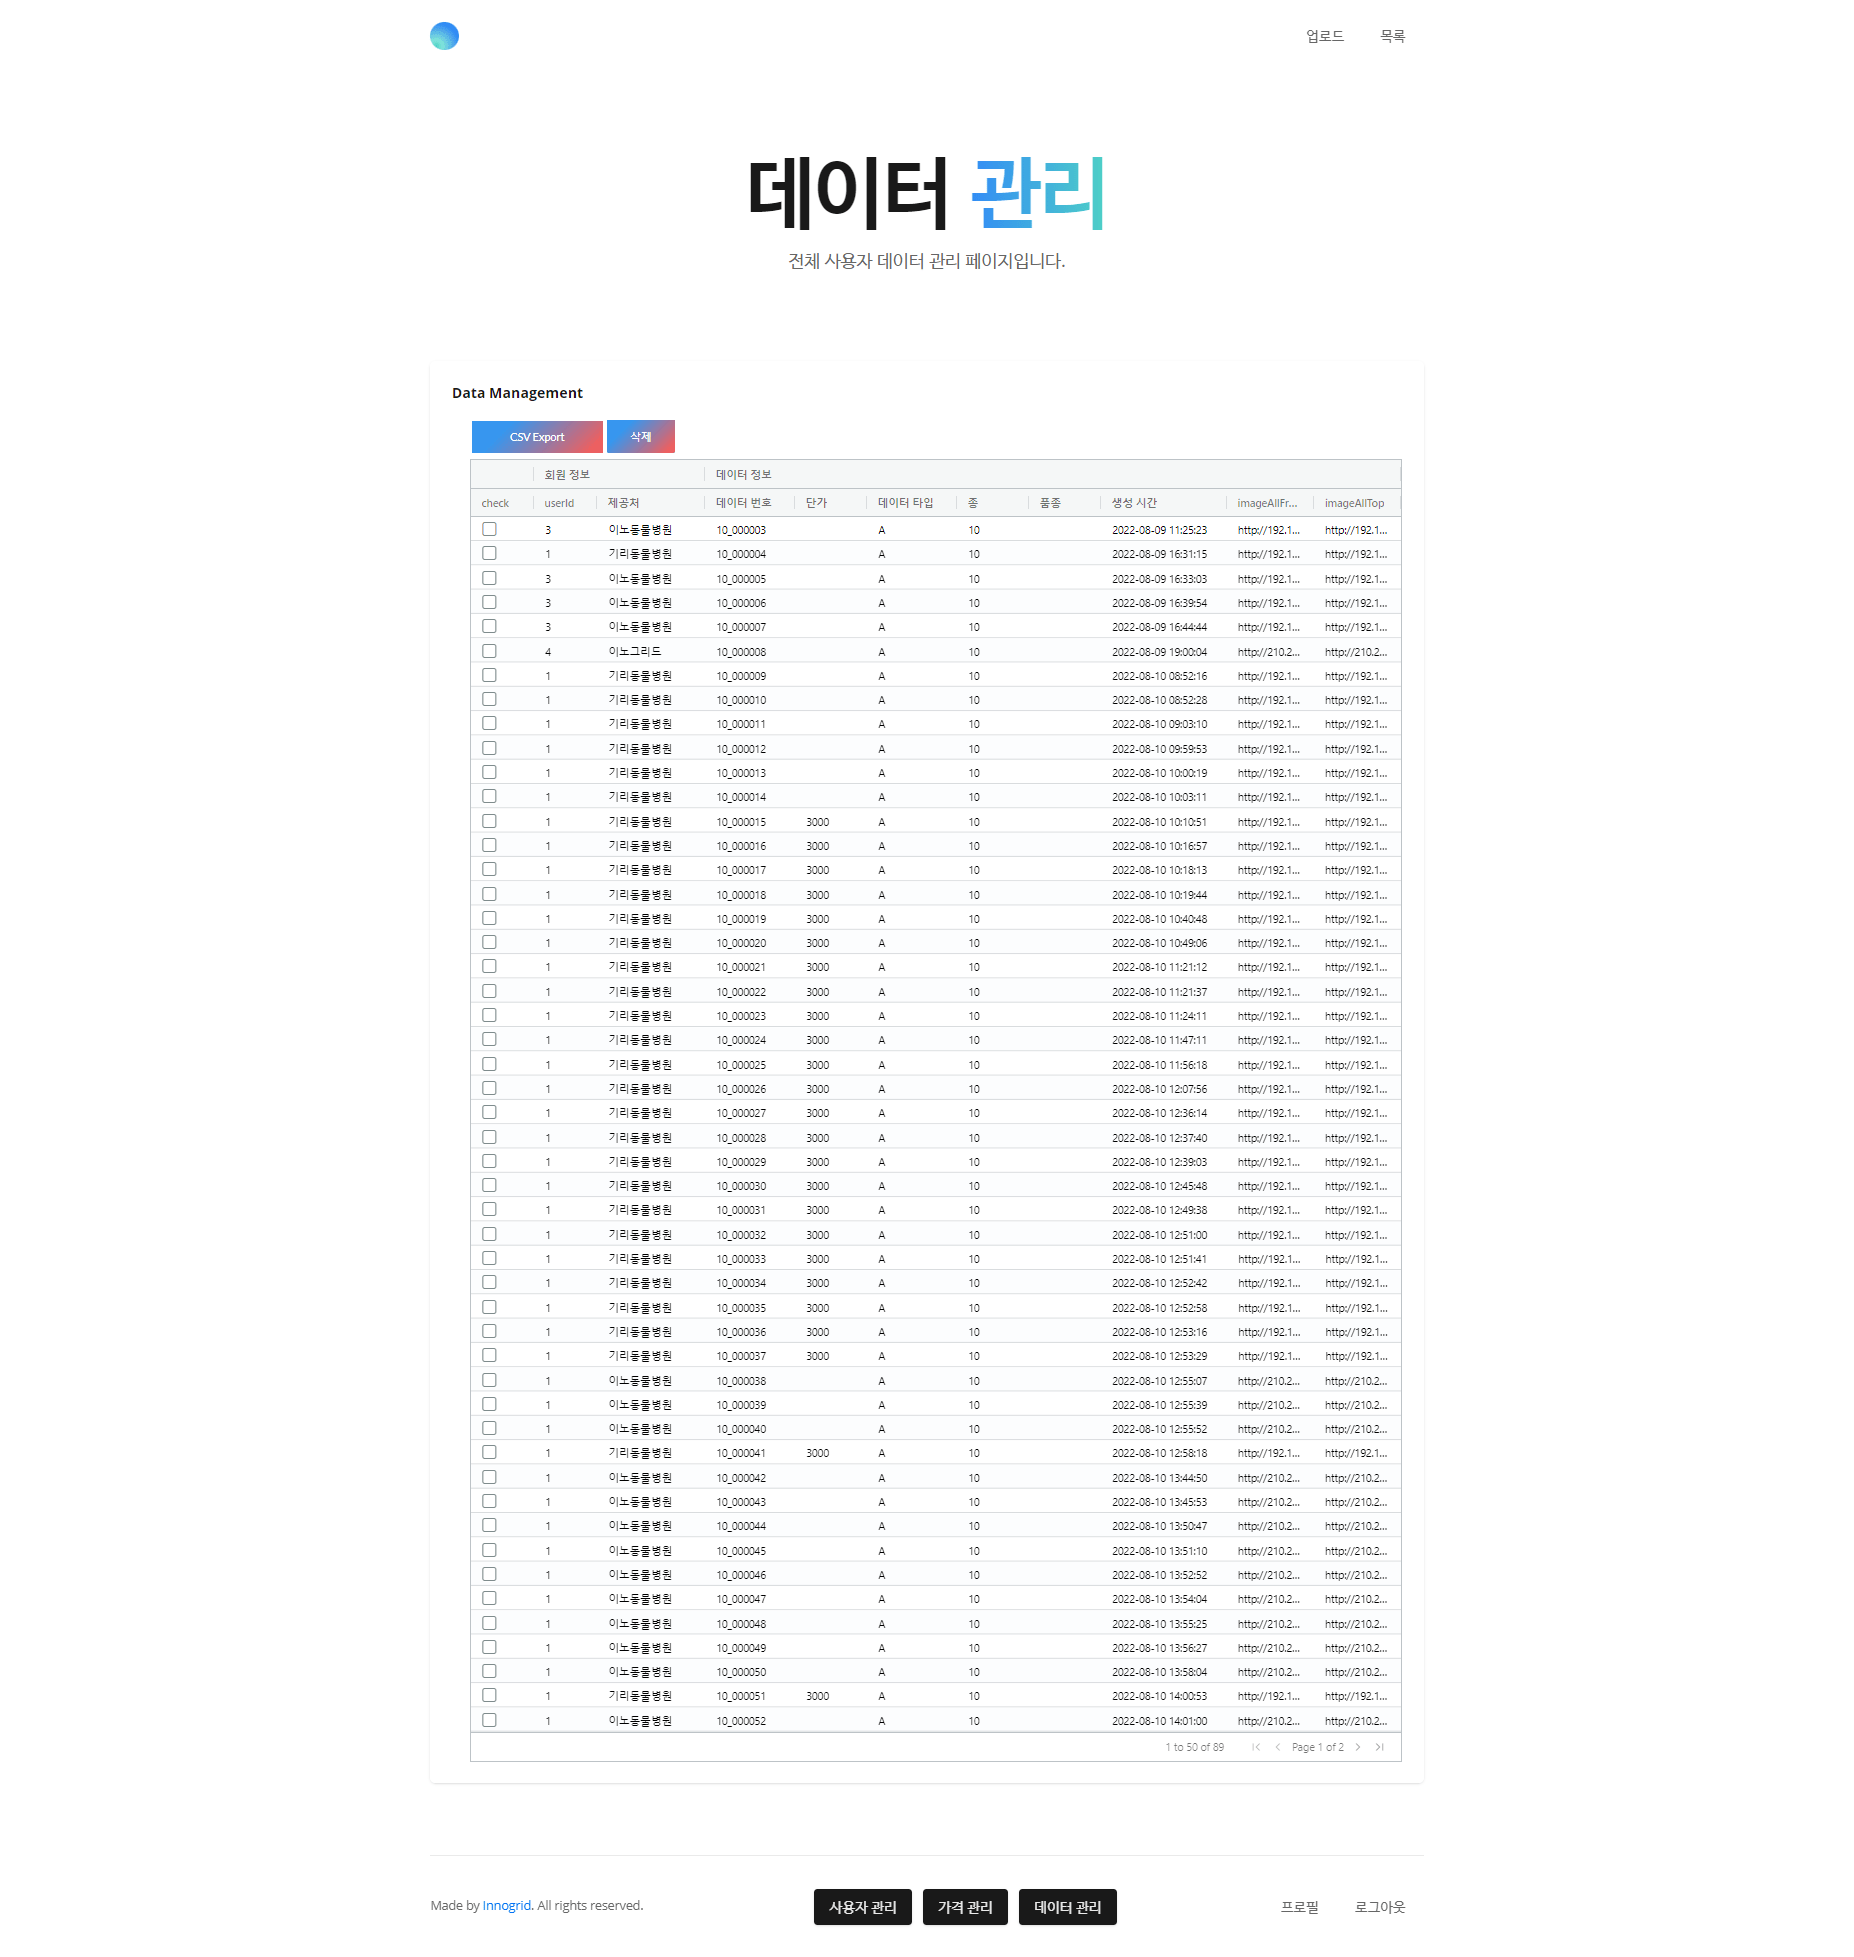 업로드 목록
데이터 관리
전체 사용자 데이터 관리 페이지입니다.
Data Management
CSV Export 삭제
회원 정보 데이터 정보
check userId 제공처 데이터 번호 단가 데이터 타입 종 품종 생성 시간 imageAllFr... imageAllTop
3 이노동물병원 10_000003 A 10 2022-08-09 11:25:23 http://192.1... http://192.1...
1 기리동물병원 10_000004 A 10 2022-08-09 16:31:15 http://192.1... http://192.1...
3 이노동물병원 10_000005 A 10 2022-08-09 16:33:03 http://192.1... http://192.1...
3 이노동물병원 10_000006 A 10 2022-08-09 16:39:54 http://192.1... http://192.1...
3 이노동물병원 10_000007 A 10 2022-08-09 16:44:44 http://192.1... http://192.1...
4 이노그리드 10_000008 A 10 2022-08-09 19:00:04 http://210.2... http://210.2...
1 기리동물병원 10_000009 A 10 2022-08-10 08:52:16 http://192.1... http://192.1...
1 기리동물병원 10_000010 A 10 2022-08-10 08:52:28 http://192.1... http://192.1...
1 기리동물병원 10_000011 A 10 2022-08-10 09:03:10 http://192.1... http://192.1...
1 기리동물병원 10_000012 A 10 2022-08-10 09:59:53 http://192.1... http://192.1...
1 기리동물병원 10_000013 A 10 2022-08-10 10:00:19 http://192.1... http://192.1...
1 기리동물병원 10_000014 A 10 2022-08-10 10:03:11 http://192.1... http://192.1...
1 기리동물병원 10_000015 3000 A 10 2022-08-10 10:10:51 http://192.1... http://192.1...
1 기리동물병원 10_000016 3000 A 10 2022-08-10 10:16:57 http://192.1... http://192.1...
1 기리동물병원 10_000017 3000 A 10 2022-08-10 10:18:13 http://192.1... http://192.1...
1 기리동물병원 10_000018 3000 A 10 2022-08-10 10:19:44 http://192.1... http://192.1...
1 기리동물병원 10_000019 3000 A 10 2022-08-10 10:40:48 http://192.1... http://192.1...
1 기리동물병원 10_000020 3000 A 10 2022-08-10 10:49:06 http://192.1... http://192.1...
1 기리동물병원 10_000021 3000 A 10 2022-08-10 11:21:12 http://192.1... http://192.1...
1 기리동물병원 10_000022 3000 A 10 2022-08-10 11:21:37 http://192.1... http://192.1...
1 기리동물병원 10_000023 3000 A 10 2022-08-10 11:24:11 http://192.1... http://192.1...
1 기리동물병원 10_000024 3000 A 10 2022-08-10 11:47:11 http://192.1... http://192.1...
1 기리동물병원 10_000025 3000 A 10 2022-08-10 11:56:18 http://192.1... http://192.1...
1 기리동물병원 10_000026 3000 A 10 2022-08-10 12:07:56 http://192.1... http://192.1...
1 기리동물병원 10_000027 3000 A 10 2022-08-10 12:36:14 http://192.1... http://192.1...
1 기리동물병원 10_000028 3000 A 10 2022-08-10 12:37:40 http://192.1... http://192.1...
1 기리동물병원 10_000029 3000 A 10 2022-08-10 12:39:03 http://192.1... http://192.1...
1 기리동물병원 10_000030 3000 A 10 2022-08-10 12:45:48 http://192.1... http://192.1...
1 기리동물병원 10_000031 3000 A 10 2022-08-10 12:49:38 http://192.1... http://192.1...
1 기리동물병원 10_000032 3000 A 10 2022-08-10 12:51:00 http://192.1... http://192.1...
1 기리동물병원 10_000033 3000 A 10 2022-08-10 12:51:41 http://192.1... http://192.1...
1 기리동물병원 10_000034 3000 A 10 2022-08-10 12:52:42 http://192.1... http://192.1...
1 기리동물병원 10_000035 3000 A 10 2022-08-10 12:52:58 http://192.1... http://192.1...
1 기리동물병원 10_000036 3000 A 10 2022-08-10 12:53:16 http://192.1... http://192.1...
1 기리동물병원 10_000037 3000 A 10 2022-08-10 12:53:29 http://192.1... http://192.1...
1 이노동물병원 10_000038 A 10 2022-08-10 12:55:07 http://210.2... http://210.2...
1 이노동물병원 10_000039 A 10 2022-08-10 12:55:39 http://210.2... http://210.2...
1 이노동물병원 10_000040 A 10 2022-08-10 12:55:52 http://210.2... http://210.2...
1 기리동물병원 10_000041 3000 A 10 2022-08-10 12:58:18 http://192.1... http://192.1...
1 이노동물병원 10_000042 A 10 2022-08-10 13:44:50 http://210.2... http://210.2...
1 이노동물병원 10_000043 A 10 2022-08-10 13:45:53 http://210.2... http://210.2...
1 이노동물병원 10_000044 A 10 2022-08-10 13:50:47 http://210.2... http://210.2...
1 이노동물병원 10_000045 A 10 2022-08-10 13:51:10 http://210.2... http://210.2...
1 이노동물병원 10_000046 A 10 2022-08-10 13:52:52 http://210.2... http://210.2...
1 이노동물병원 10_000047 A 10 2022-08-10 13:54:04 http://210.2... http://210.2...
1 이노동물병원 10_000048 A 10 2022-08-10 13:55:25 http://210.2... http://210.2...
1 이노동물병원 10_000049 A 10 2022-08-10 13:56:27 http://210.2... http://210.2...
1 이노동물병원 10_000050 A 10 2022-08-10 13:58:04 http://210.2... http://210.2...
1 기리동물병원 10_000051 3000 A 10 2022-08-10 14:00:53 http://192.1... http://192.1...
1 이노동물병원 10_000052 A 10 2022-08-10 14:01:00 http://210.2... http://210.2...
1 to 50 of 89 Page 1 of 2
Made by Innogrid. All rights reserved. 사용자 관리 가격 관리 데이터 관리 프로필 로그아웃